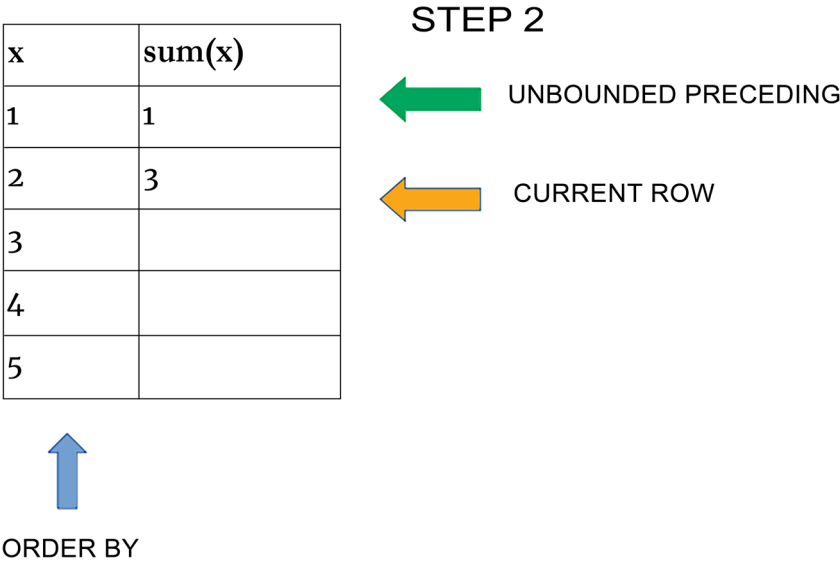 STEP 2
x sum(x)
1 1
2 3
3
4
5
UNBOUNDED PRECEDING
CURRENT ROW
ORDER BY